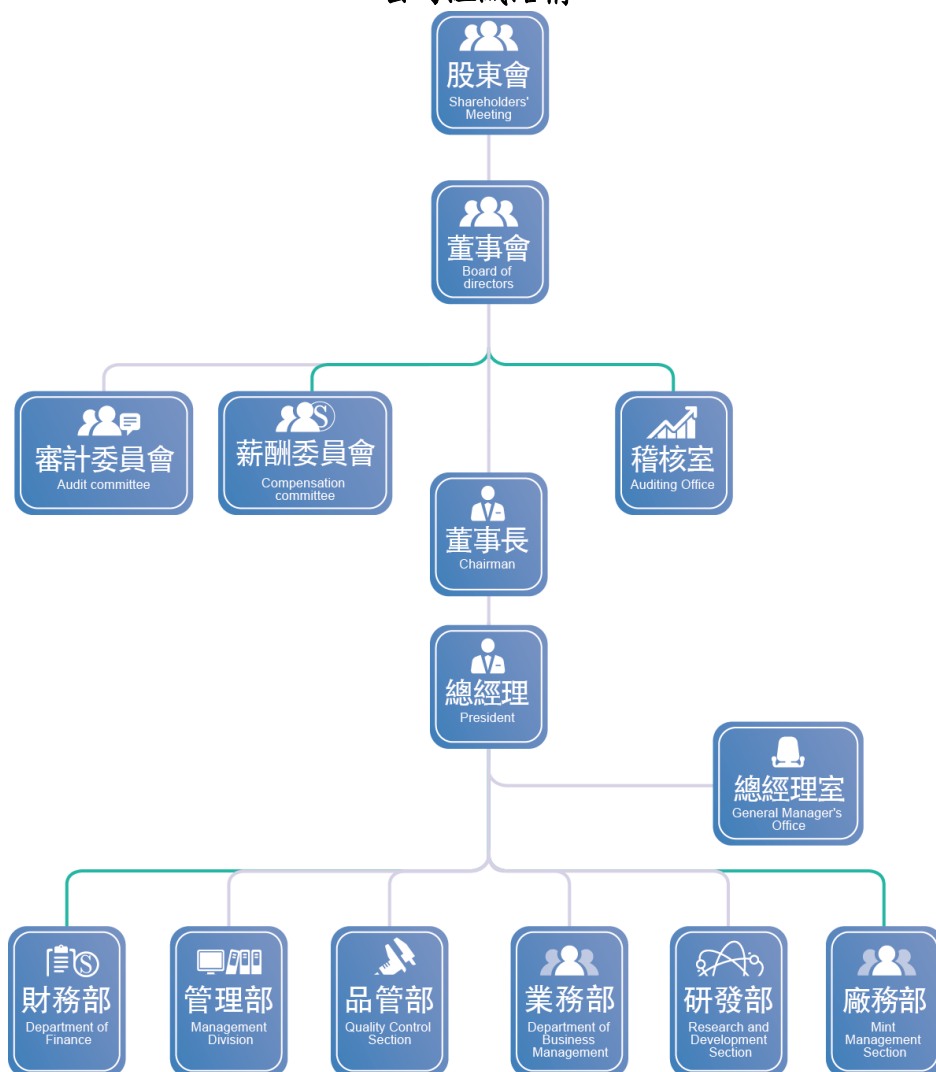 股東會
Shareholders'
Meeting
董事會
Board of
directors
審計委員會
Audit committee
薪酬委員會
Compensation
committee
稽核室
Auditing Office
董事長
Chairman
總經理
President
總經理室
General Manager's
Office
財務部
Department of
Finance
管理部
Management
Division
品管部
Quality Control
Section
業務部
Department of
Business
Management
研發部
Research and
Development
Section
廠務部
Mint
Management
Section